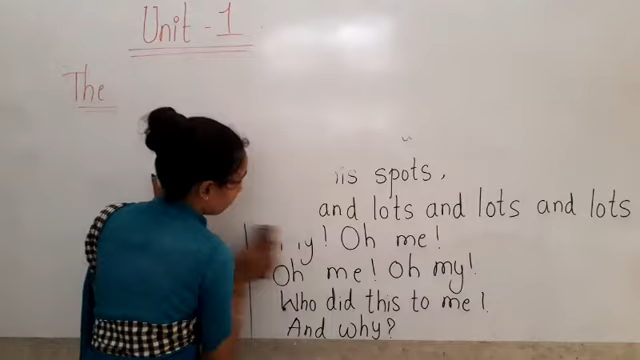 Unit - 1
The
spots,
and lots and lots and lots
! Oh me!
Oh me! Oh my!
Who did this to me!
And why?